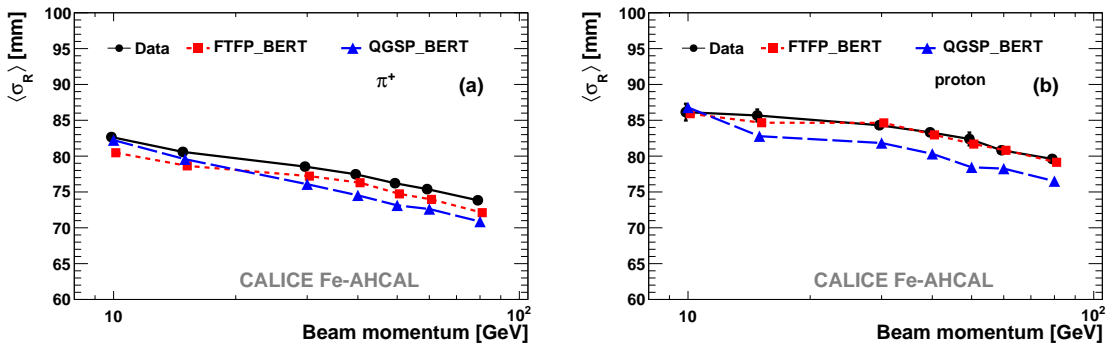 ⟨σ_R⟩ [mm]
100
95
90
85
80
75
70
65
60
Data FTFP_BERT QGSP_BERT
π⁺ (a)
CALICE Fe-AHCAL
10 10²
Beam momentum [GeV]
⟨σ_R⟩ [mm]
100
95
90
85
80
75
70
65
60
Data FTFP_BERT QGSP_BERT
proton (b)
CALICE Fe-AHCAL
10 10²
Beam momentum [GeV]